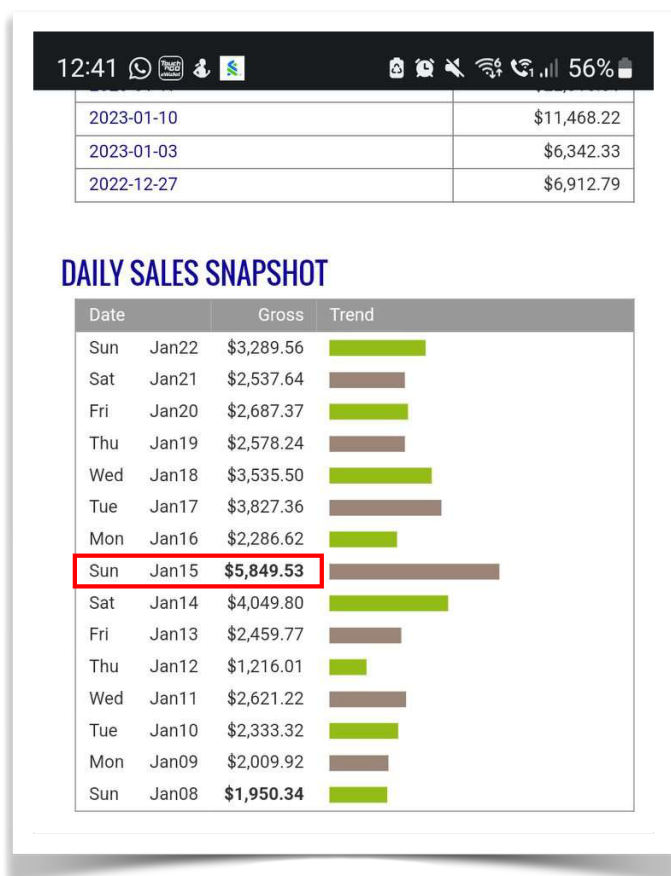 12:41 56%
2023-01-10 $11,468.22
2023-01-03 $6,342.33
2022-12-27 $6,912.79
DAILY SALES SNAPSHOT
Date Gross Trend
Sun Jan22 $3,289.56
Sat Jan21 $2,537.64
Fri Jan20 $2,687.37
Thu Jan19 $2,578.24
Wed Jan18 $3,535.50
Tue Jan17 $3,827.36
Mon Jan16 $2,286.62
Sun Jan15 $5,849.53
Sat Jan14 $4,049.80
Fri Jan13 $2,459.77
Thu Jan12 $1,216.01
Wed Jan11 $2,621.22
Tue Jan10 $2,333.32
Mon Jan09 $2,009.92
Sun Jan08 $1,950.34